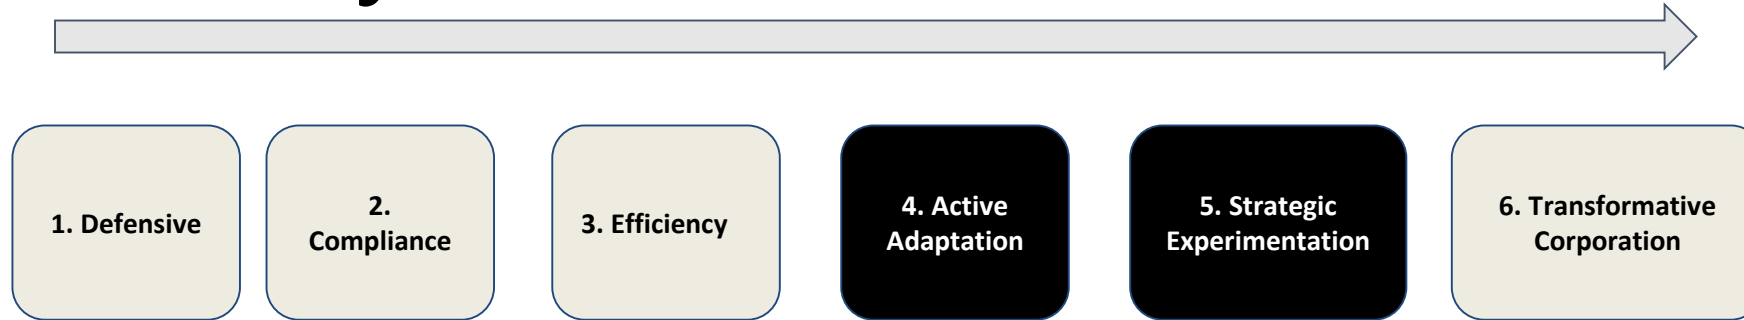 1. Defensive
2.
Compliance
3. Efficiency
4. Active
Adaptation
5. Strategic
Experimentation
6. Transformative
Corporation